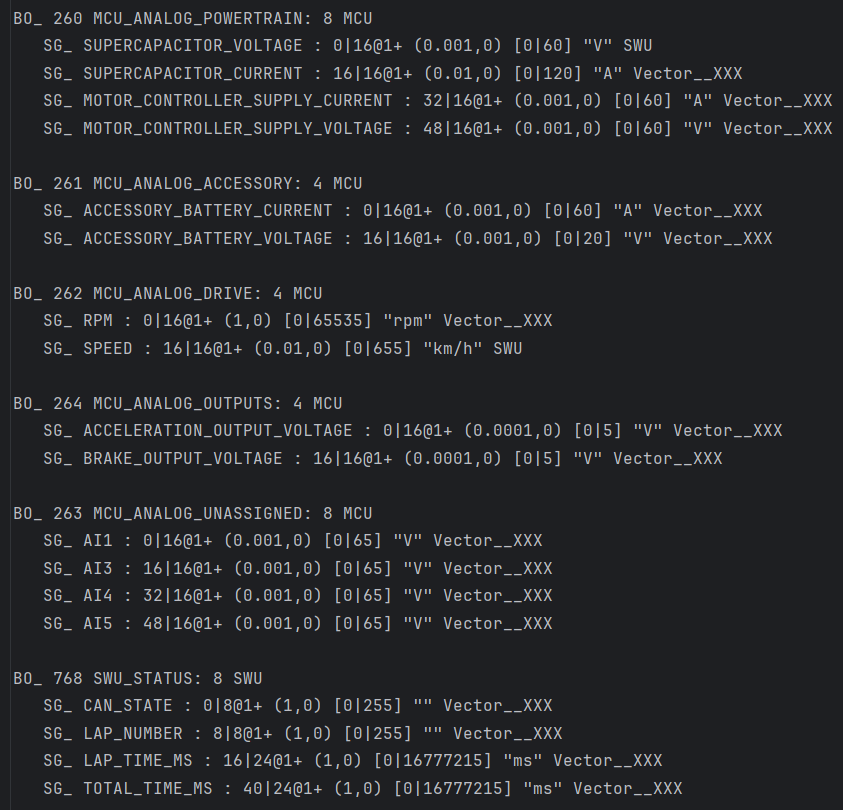 BO_ 260 MCU_ANALOG_POWERTRAIN: 8 MCU
SG_ SUPERCAPACITOR_VOLTAGE : 0|16@1+ (0.001,0) [0|60] "V" SWU
SG_ SUPERCAPACITOR_CURRENT : 16|16@1+ (0.01,0) [0|120] "A" Vector__XXX
SG_ MOTOR_CONTROLLER_SUPPLY_CURRENT : 32|16@1+ (0.001,0) [0|60] "A" Vector__XXX
SG_ MOTOR_CONTROLLER_SUPPLY_VOLTAGE : 48|16@1+ (0.001,0) [0|60] "V" Vector__XXX
BO_ 261 MCU_ANALOG_ACCESSORY: 4 MCU
SG_ ACCESSORY_BATTERY_CURRENT : 0|16@1+ (0.001,0) [0|60] "A" Vector__XXX
SG_ ACCESSORY_BATTERY_VOLTAGE : 16|16@1+ (0.001,0) [0|20] "V" Vector__XXX
BO_ 262 MCU_ANALOG_DRIVE: 4 MCU
SG_ RPM : 0|16@1+ (1,0) [0|65535] "rpm" Vector__XXX
SG_ SPEED : 16|16@1+ (0.01,0) [0|655] "km/h" SWU
BO_ 264 MCU_ANALOG_OUTPUTS: 4 MCU
SG_ ACCELERATION_OUTPUT_VOLTAGE : 0|16@1+ (0.0001,0) [0|5] "V" Vector__XXX
SG_ BRAKE_OUTPUT_VOLTAGE : 16|16@1+ (0.0001,0) [0|5] "V" Vector__XXX
BO_ 263 MCU_ANALOG_UNASSIGNED: 8 MCU
SG_ AI1 : 0|16@1+ (0.001,0) [0|65] "V" Vector__XXX
SG_ AI3 : 16|16@1+ (0.001,0) [0|65] "V" Vector__XXX
SG_ AI4 : 32|16@1+ (0.001,0) [0|65] "V" Vector__XXX
SG_ AI5 : 48|16@1+ (0.001,0) [0|65] "V" Vector__XXX
BO_ 768 SWU_STATUS: 8 SWU
SG_ CAN_STATE : 0|8@1+ (1,0) [0|255] "" Vector__XXX
SG_ LAP_NUMBER : 8|8@1+ (1,0) [0|255] "" Vector__XXX
SG_ LAP_TIME_MS : 16|24@1+ (1,0) [0|16777215] "ms" Vector__XXX
SG_ TOTAL_TIME_MS : 40|24@1+ (1,0) [0|16777215] "ms" Vector__XXX